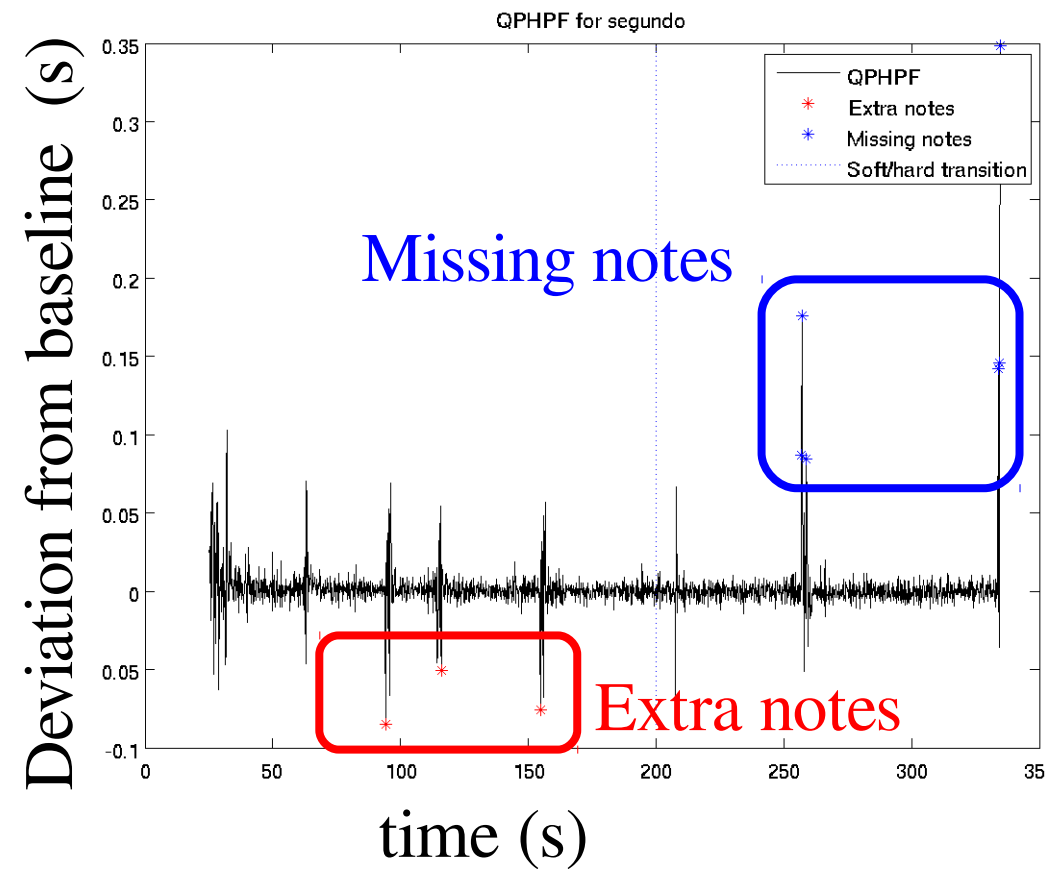 QPHPF for segundo
Deviation from baseline (s)
0.35
0.3
0.25
0.2
0.15
0.1
0.05
0
0.05
-0.1
0
50
100
150
200
250
300
35
time (s)
QPHPF
Extra notes
Missing notes
Soft/hard transition
Missing notes
Extra notes